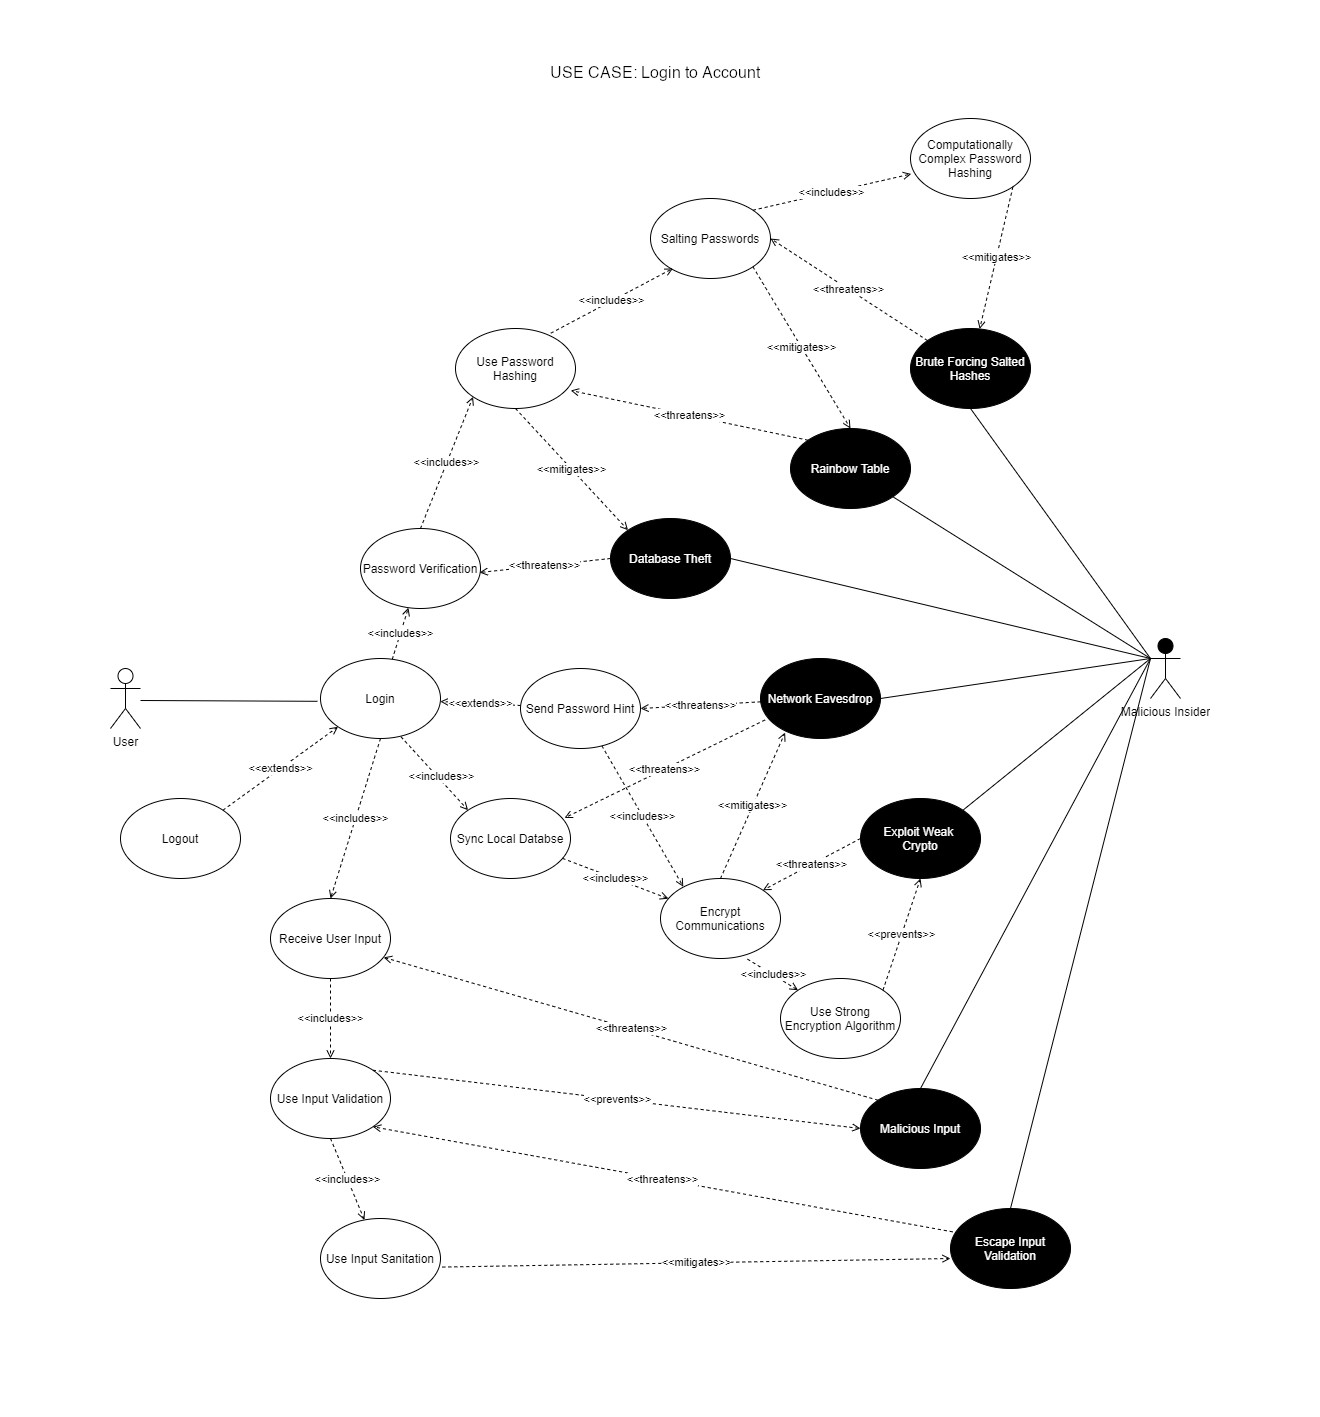 USE CASE: Login to Account
Computationally
Complex Password
Hashing
<<includes>>
Salting Passwords
<<mitigates>>
<<threatens>>
<<includes>>
<<mitigates>>
Use Password
Hashing
Brute Forcing Salted
Hashes
<<threatens>>
<<includes>>
<<mitigates>>
Rainbow Table
Password Verification
<<threatens>>
Database Theft
<<includes>>
Login
<<extends>>
Send Password Hint
<<threatens>>
Network Eavesdrop
User
Malicious Insider
<<extends>>
<<includes>>
<<threatens>>
<<includes>>
<<includes>>
<<mitigates>>
Logout
Sync Local Databse
Exploit Weak
Crypto
<<threatens>>
<<includes>>
Encrypt
Communications
Receive User Input
<<prevents>>
<<includes>>
<<includes>>
Use Strong
Encryption Algorithm
<<threatens>>
Use Input Validation
<<prevents>>
Malicious Input
<<includes>>
<<threatens>>
Use Input Sanitation
<<mitigates>>
Escape Input
Validation